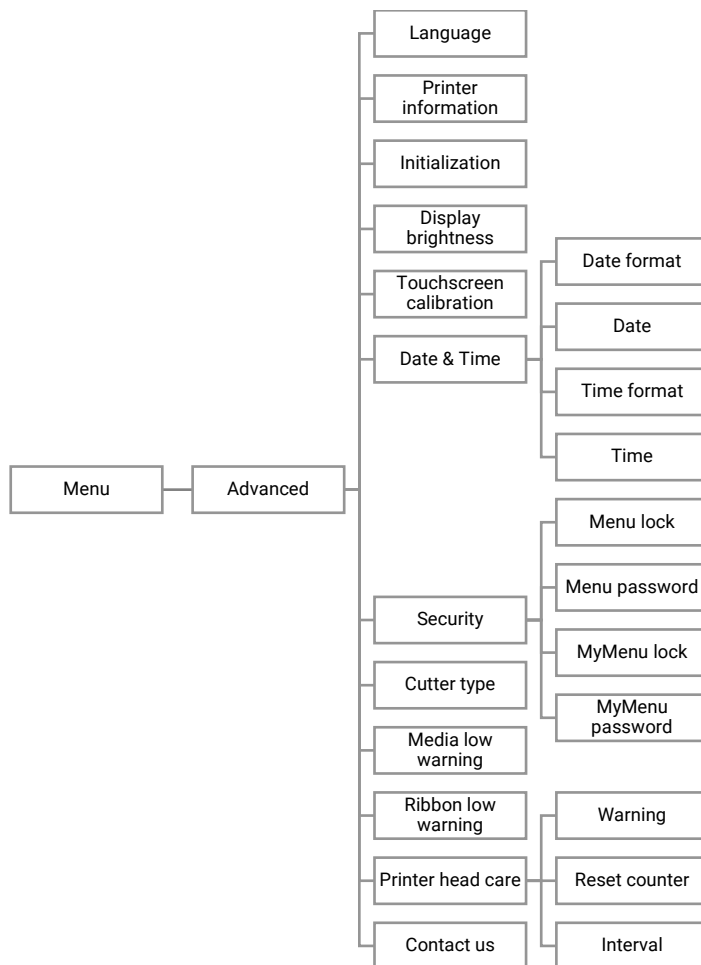 Language
Printer
information
Initialization
Display
brightness
Touchscreen
calibration
Date & Time
Date format
Date
Time format
Time
Menu
Advanced
Security
Menu lock
Menu password
MyMenu lock
MyMenu
password
Cutter type
Media low
warning
Ribbon low
warning
Printer head care
Warning
Reset counter
Interval
Contact us